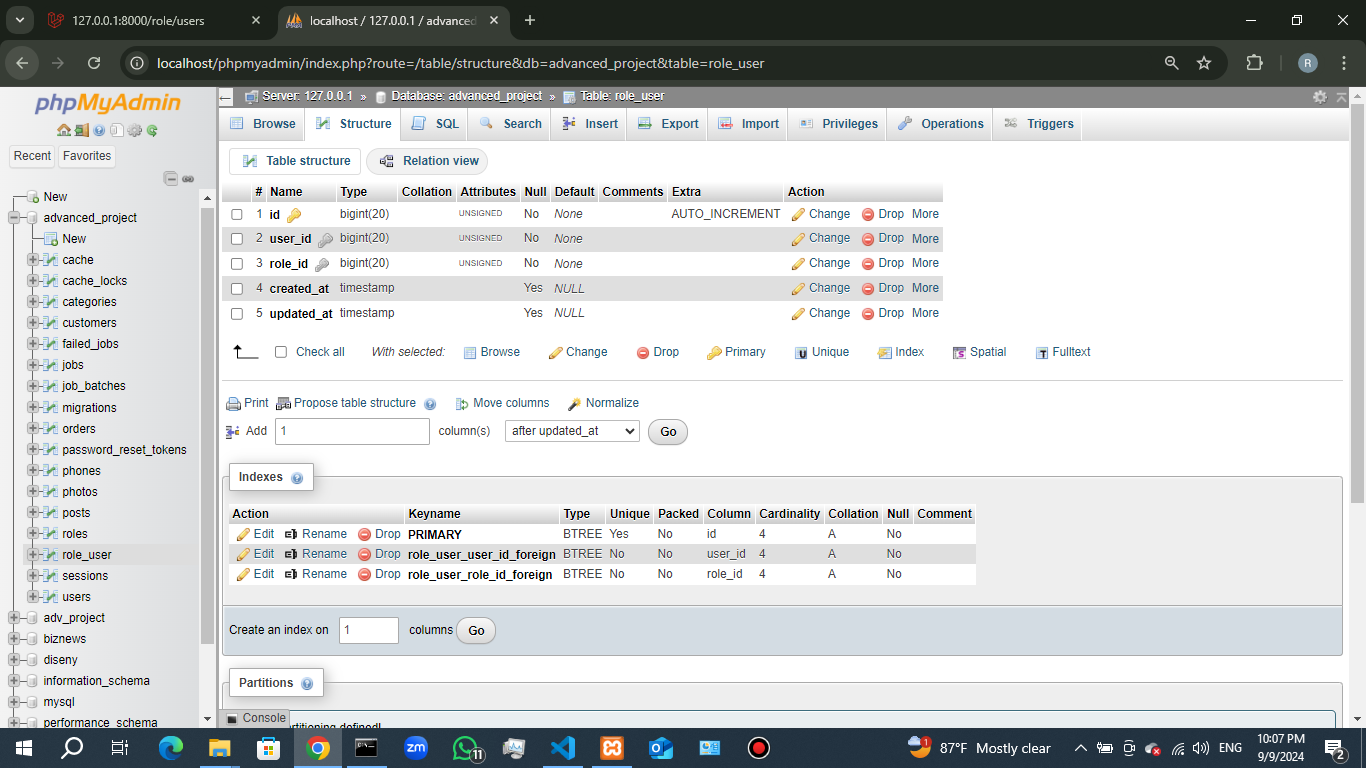 127.0.0.1:8000/role/users
localhost / 127.0.0.1 / advanced
localhost/phpmyadmin/index.php?route=/table/structure&db=advanced_project&table=role_user
R
phpMyAdmin
Recent Favorites
New
advanced_project
New
cache
cache_locks
categories
customers
failed_jobs
jobs
job_batches
migrations
orders
password_reset_tokens
phones
photos
posts
roles
role_user
sessions
users
adv_project
biznews
diseny
information_schema
mysql
performance_schema
Server: 127.0.0.1 » Database: advanced_project » Table: role_user
Browse Structure SQL Search Insert Export Import Privileges Operations Triggers
Table structure Relation view
# Name Type Collation Attributes Null Default Comments Extra Action
1 id bigint(20) UNSIGNED No None AUTO_INCREMENT Change Drop More
2 user_id bigint(20) UNSIGNED No None Change Drop More
3 role_id bigint(20) UNSIGNED No None Change Drop More
4 created_at timestamp Yes NULL Change Drop More
5 updated_at timestamp Yes NULL Change Drop More
Check all With selected: Browse Change Drop Primary Unique Index Spatial Fulltext
Print Propose table structure Move columns Normalize
Add 1 column(s) after updated_at Go
Indexes
Action Keyname Type Unique Packed Column Cardinality Collation Null Comment
Edit Rename Drop PRIMARY BTREE Yes No id 4 A No
Edit Rename Drop role_user_user_id_foreign BTREE No No user_id 4 A No
Edit Rename Drop role_user_role_id_foreign BTREE No No role_id 4 A No
Create an index on 1 columns Go
Partitions
Console
zm
11
1
87°F Mostly clear
ENG
10:07 PM
9/9/2024
2